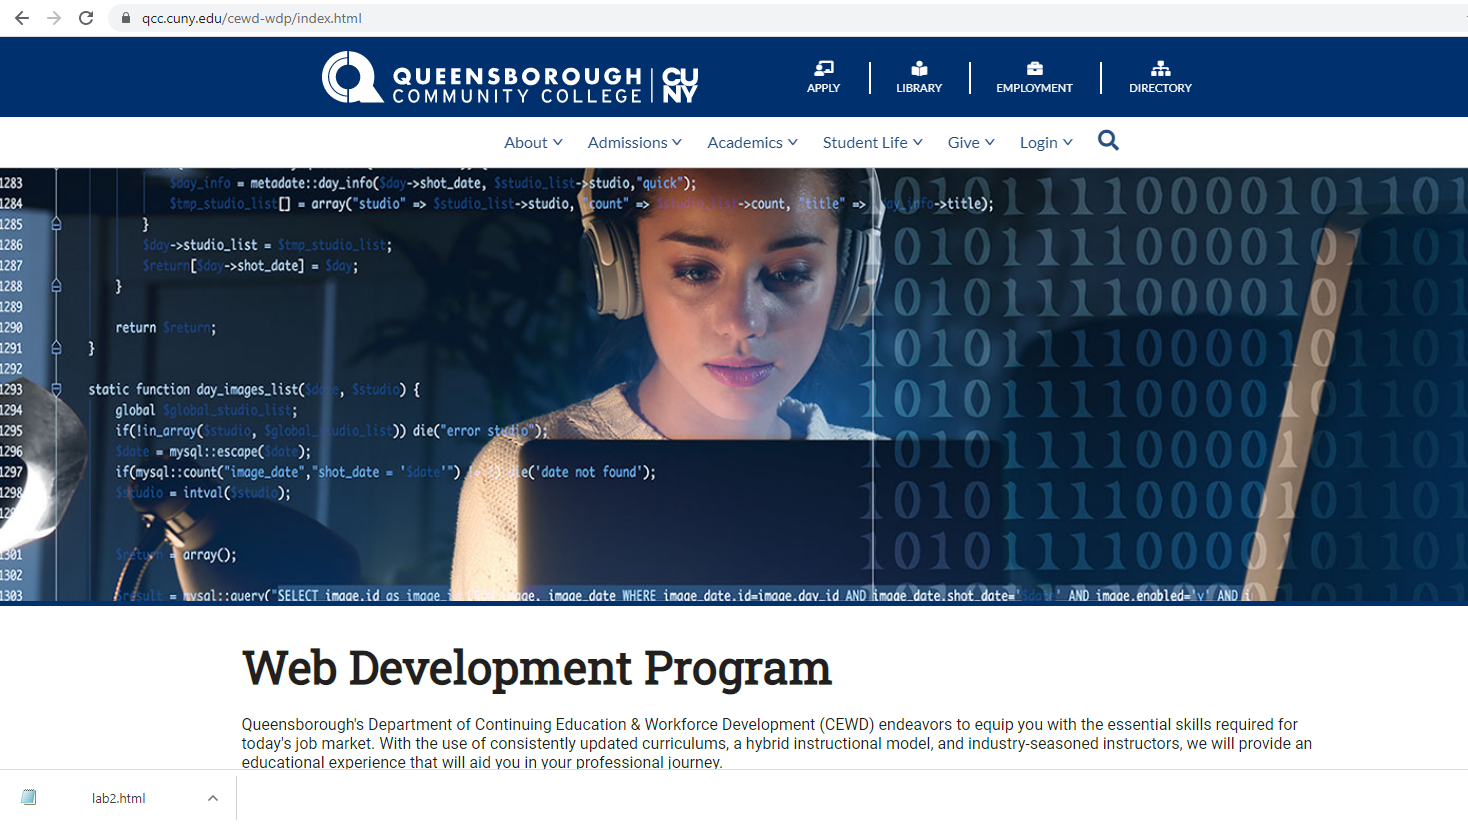 qcc.cuny.edu/cewd-wdp/index.html
QUEENSBOROUGH
COMMUNITY COLLEGE
CU
NY
APPLY
LIBRARY
EMPLOYMENT
DIRECTORY
About
Admissions
Academics
Student Life
Give
Login
1283 $day_info = metadate::day_info($day->shot_date, $studio_list->studio,"quick");
1284 $tmp_studio_list[] = array("studio" => $studio_list->studio, "count" => $studio_list->count, "title" => $day_info->title);
1285 }
1286 $day->studio_list = $tmp_studio_list;
1287 $return[$day->shot_date] = $day;
1288 }
1289
1290 return $return;
1291 }
1292
1293 static function day_images_list($date, $studio) {
1294 global $global_studio_list;
1295 if(!in_array($studio, $global_studio_list)) die("error studio");
1296 $date = mysql::escape($date);
1297 if(mysql::count("image_date","shot_date = '$date'") die('date not found');
1298 $studio = intval($studio);
1301 $return = array();
1302
1303 $result = mysql::query("SELECT image.id as image_id image, image_date WHERE image_date.id=image.day_id AND image_date.shot_date='$date' AND image.enabled='y' AND i
Web Development Program
Queensborough's Department of Continuing Education & Workforce Development (CEWD) endeavors to equip you with the essential skills required for
today's job market. With the use of consistently updated curriculums, a hybrid instructional model, and industry-seasoned instructors, we will provide an
educational experience that will aid you in your professional journey.
lab2.html